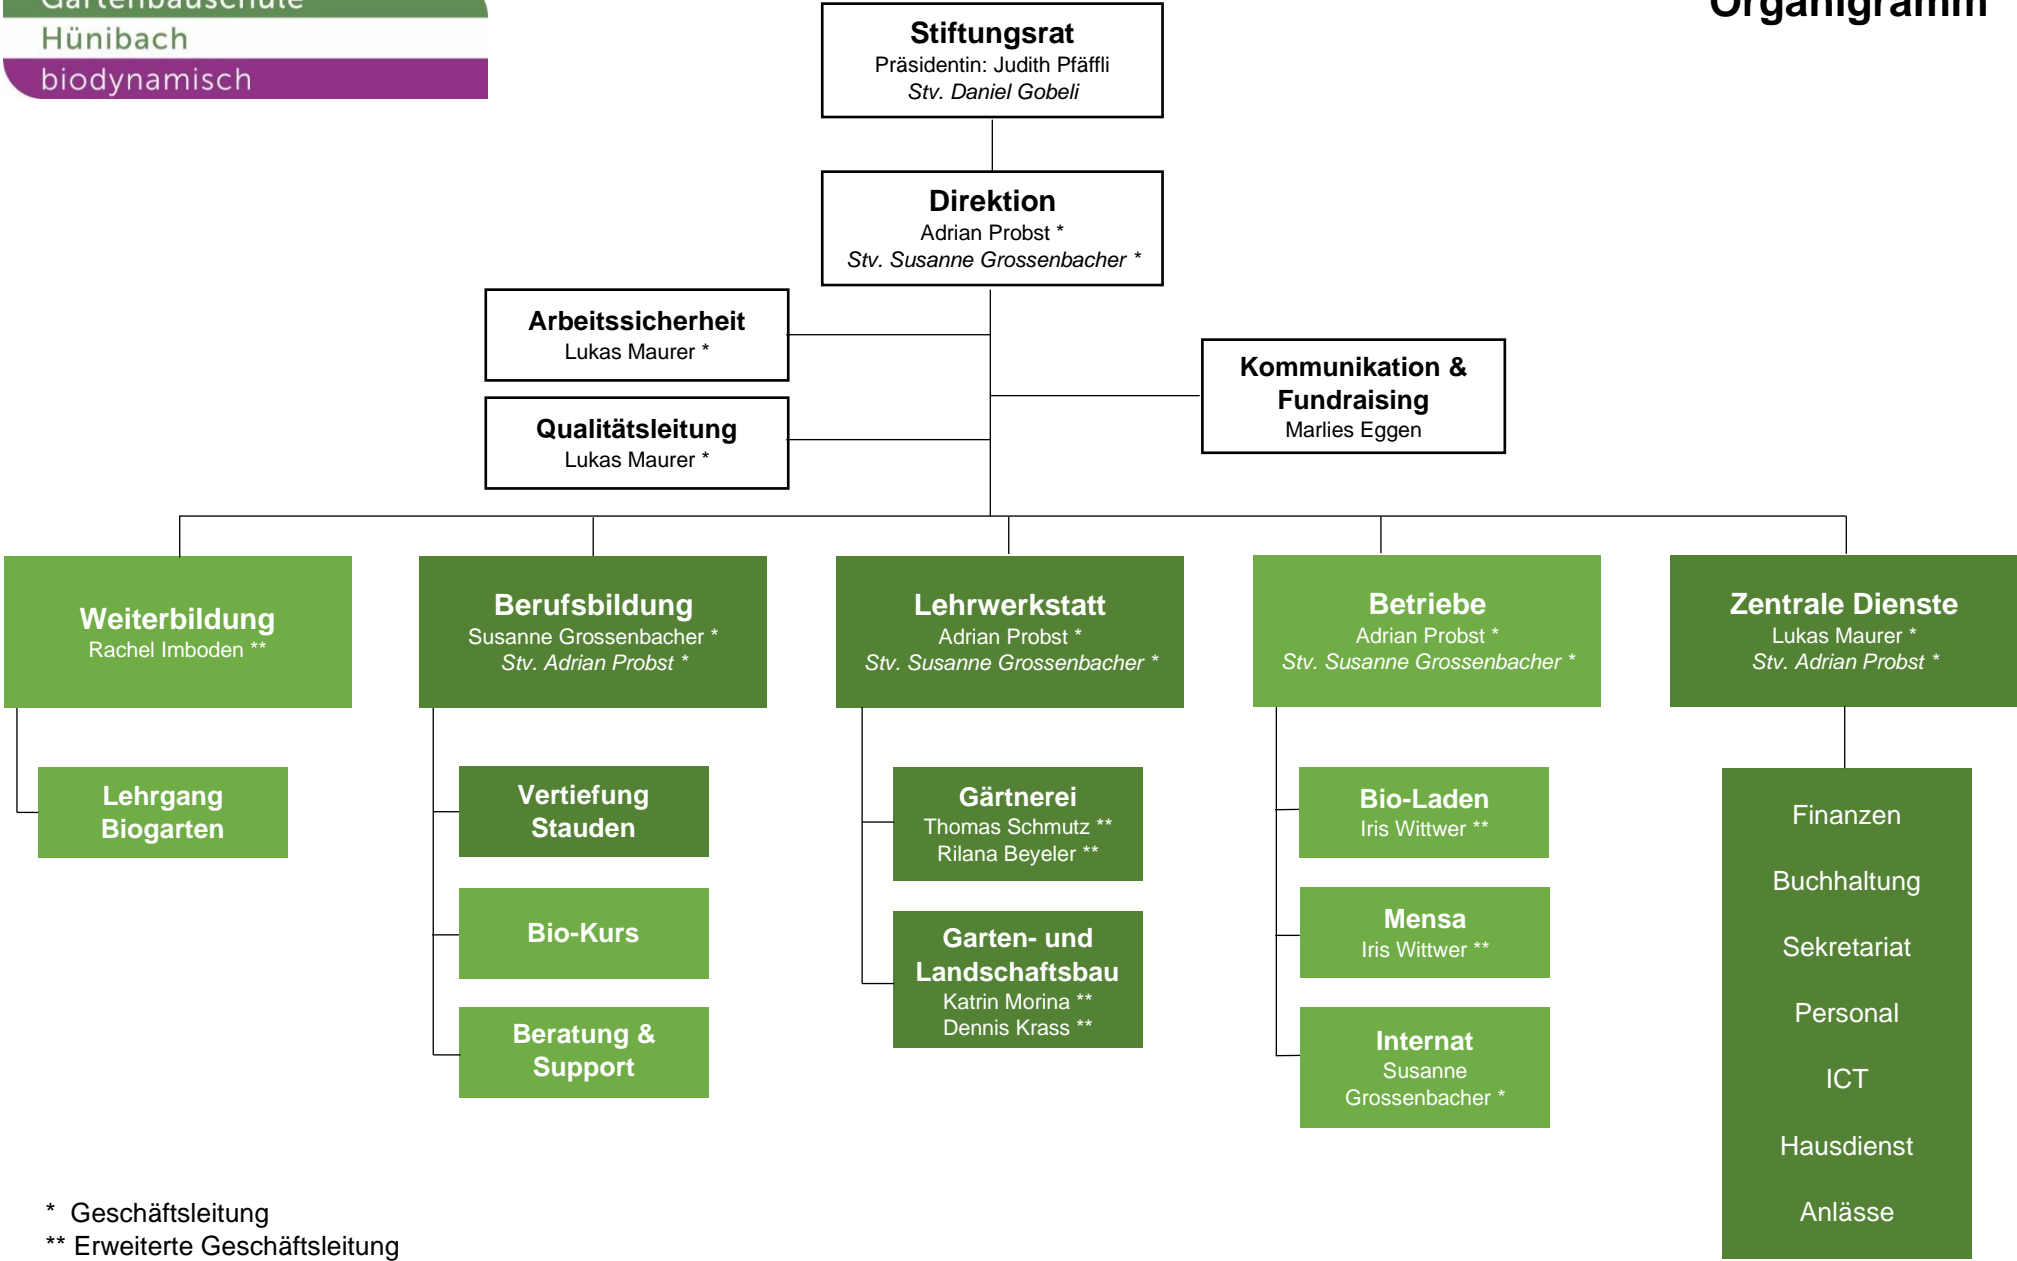 Gartenbauschule
Hünibach
biodynamisch
Organigramm
Stiftungsrat
Präsidentin: Judith Pfäffli
Stv. Daniel Gobeli
Direktion
Adrian Probst *
Stv. Susanne Grossenbacher *
Arbeitssicherheit
Lukas Maurer *
Kommunikation &
Fundraising
Marlies Eggen
Qualitätsleitung
Lukas Maurer *
Weiterbildung
Rachel Imboden **
Berufsbildung
Susanne Grossenbacher *
Stv. Adrian Probst *
Lehrwerkstatt
Adrian Probst *
Stv. Susanne Grossenbacher *
Betriebe
Adrian Probst *
Stv. Susanne Grossenbacher *
Zentrale Dienste
Lukas Maurer *
Stv. Adrian Probst *
Lehrgang
Biogarten
Vertiefung
Stauden
Bio-Kurs
Beratung &
Support
Gärtnerei
Thomas Schmutz **
Rilana Beyeler **
Garten- und
Landschaftsbau
Katrin Morina **
Dennis Krass **
Bio-Laden
Iris Wittwer **
Mensa
Iris Wittwer **
Internat
Susanne
Grossenbacher *
Finanzen
Buchhaltung
Sekretariat
Personal
ICT
Hausdienst
Anlässe
* Geschäftsleitung
** Erweiterte Geschäftsleitung